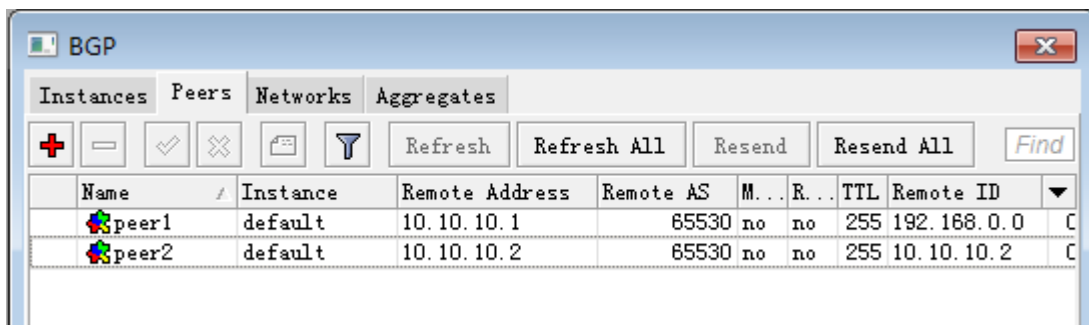 BGP
Instances Peers Networks Aggregates
Refresh Refresh All Resend Resend All Find
Name Instance Remote Address Remote AS M... R... TTL Remote ID
peer1 default 10.10.10.1 65530 no no 255 192.168.0.0
peer2 default 10.10.10.2 65530 no no 255 10.10.10.2